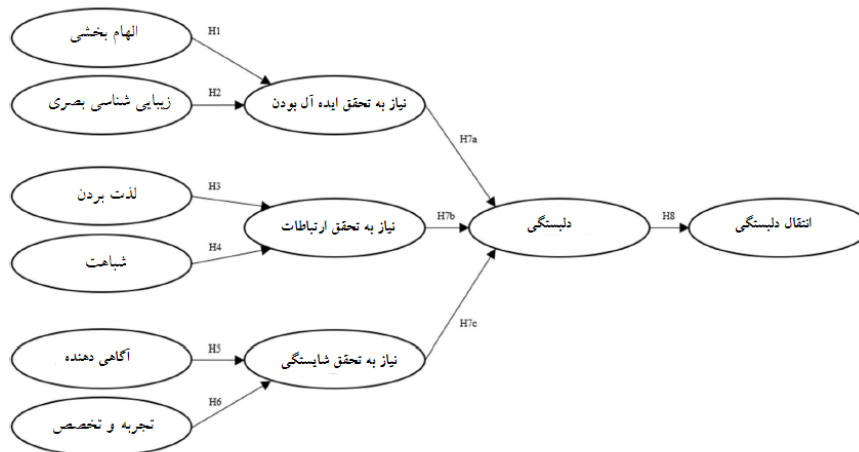 الهام بخشی
H1
زیبایی شناسی بصری
H2
نیاز به تحقق ایده آل بودن
H7a
لذت بردن
H3
شباهت
H4
نیاز به تحقق ارتباطات
H7b
دلبستگی
H8
انتقال دلبستگی
آگاهی دهنده
H5
تجربه و تخصص
H6
نیاز به تحقق شایستگی
H7c